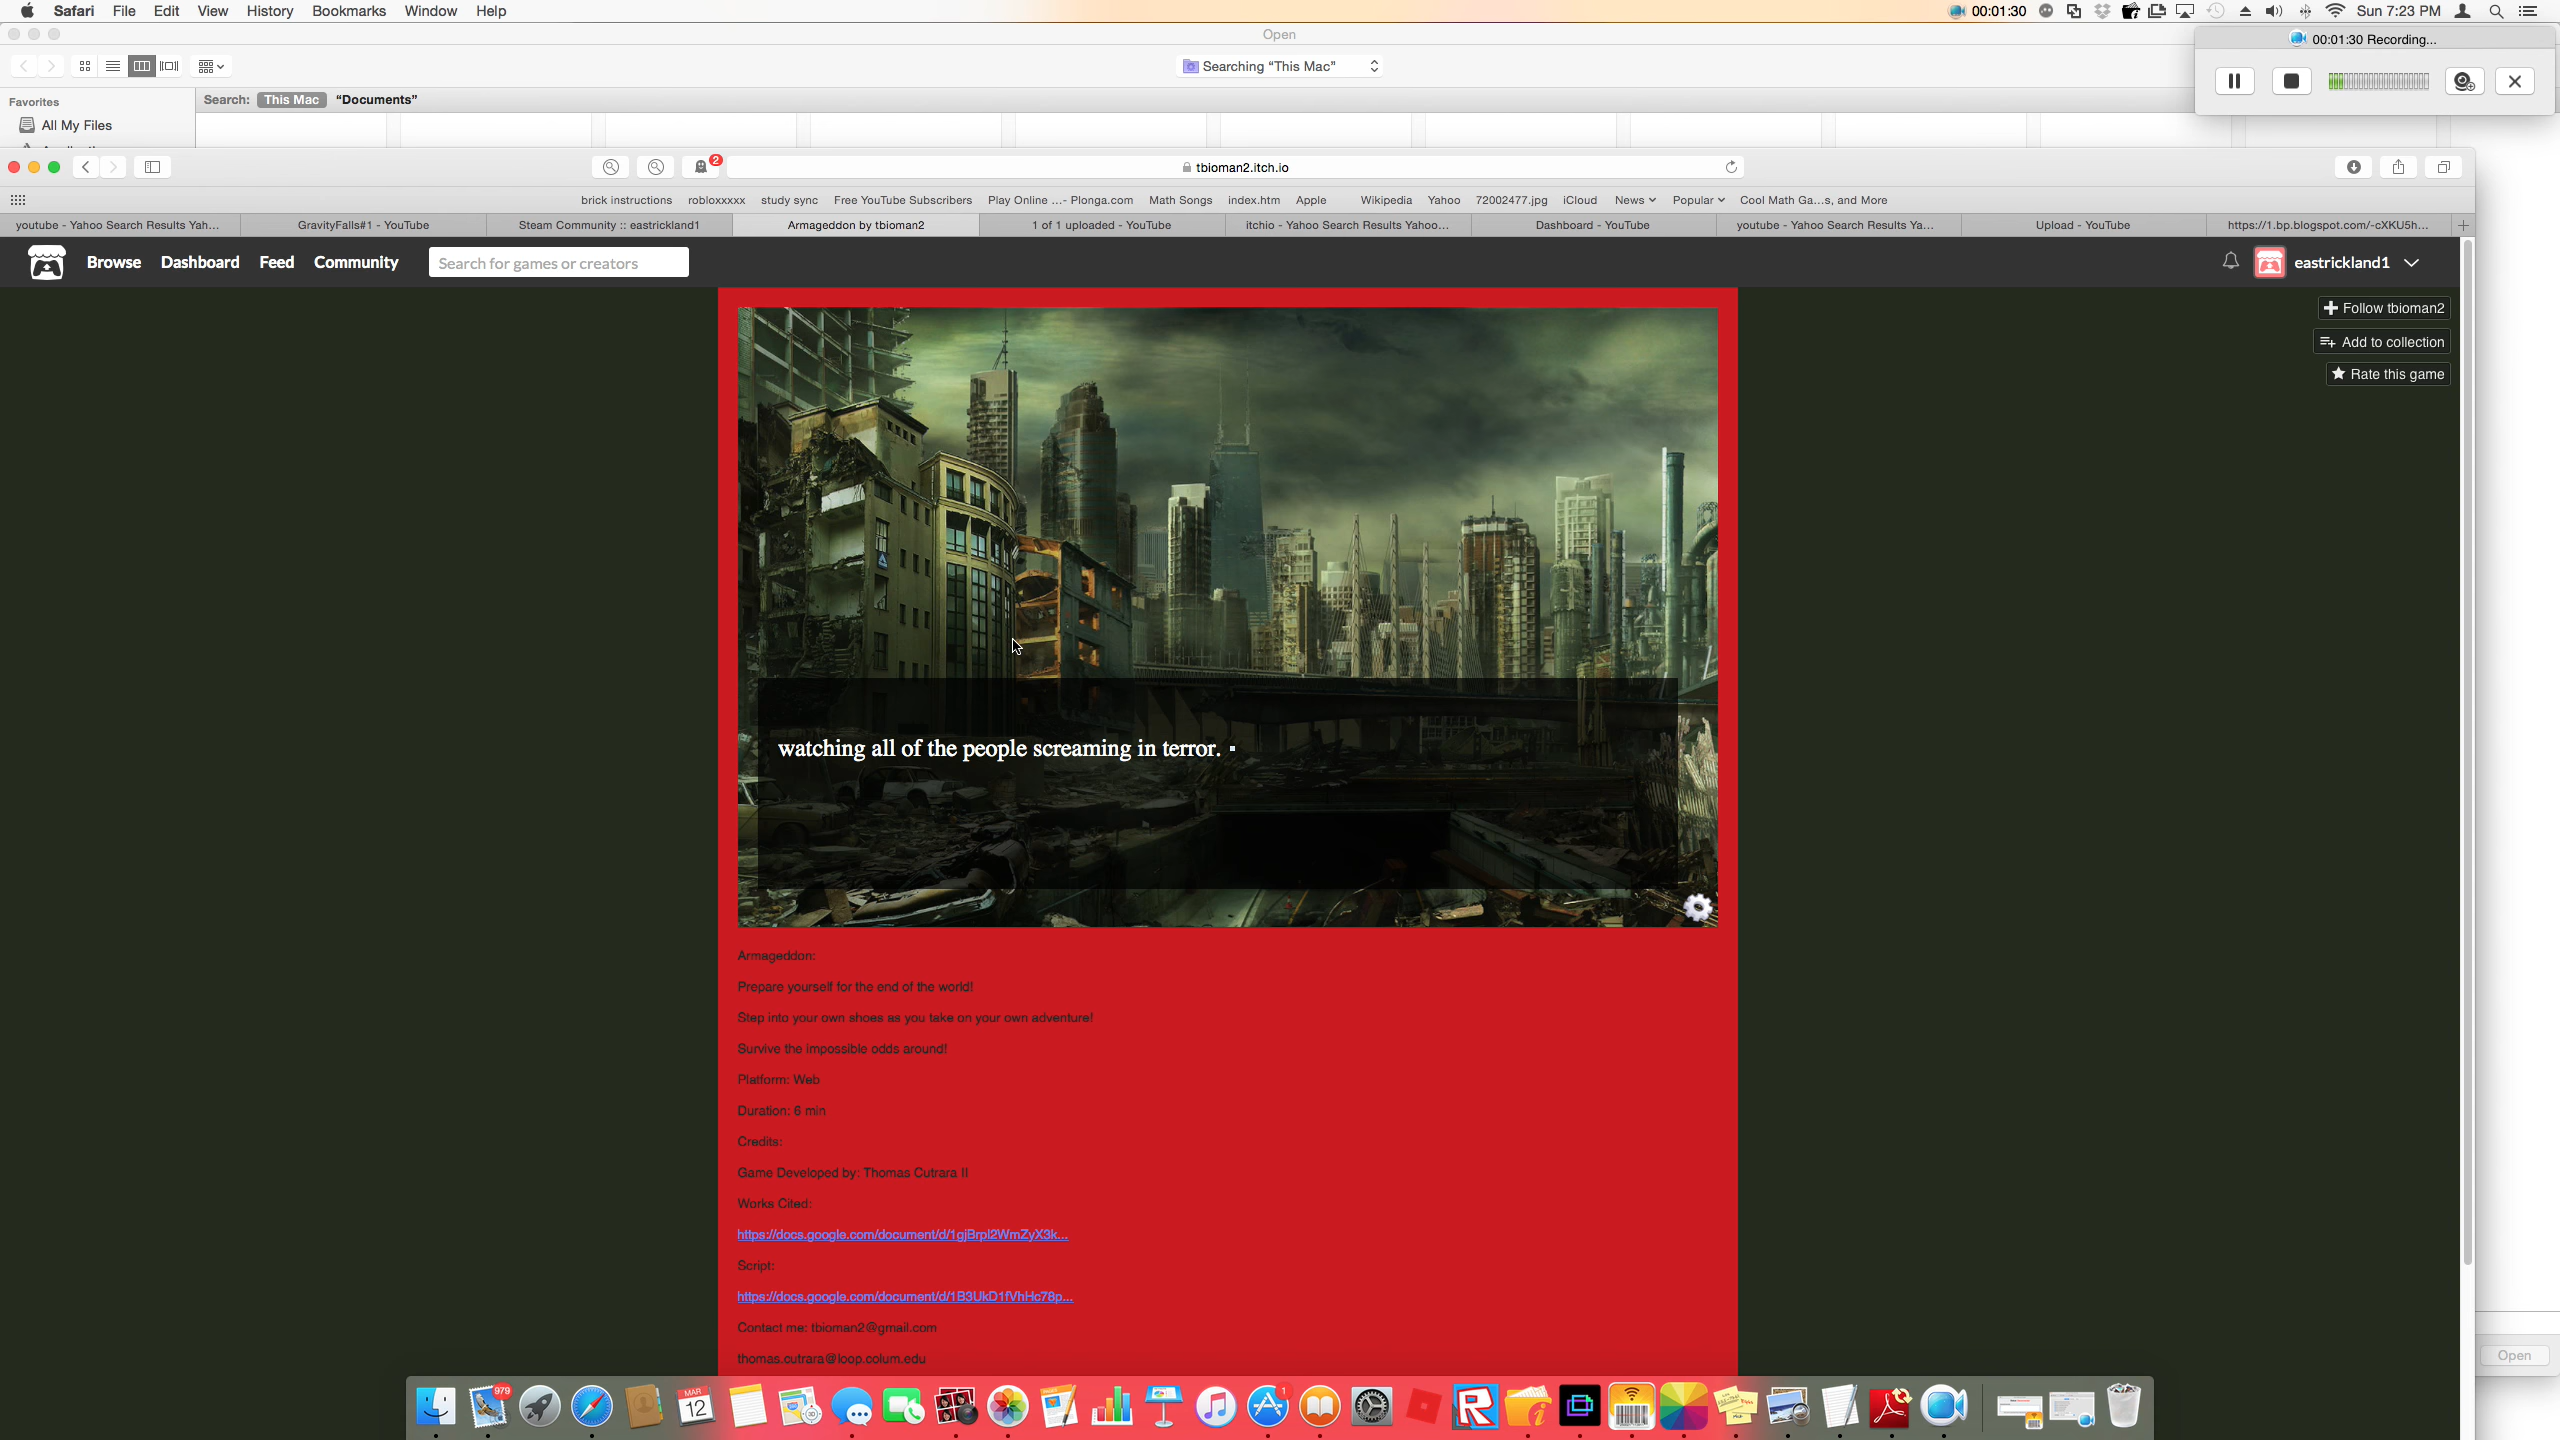 Safari File Edit View History Bookmarks Window Help
00:01:30 Sun 7:23 PM
Open
00:01:30 Recording...
Searching “This Mac”
Search: This Mac “Documents”
Favorites
All My Files
2
tbioman2.itch.io
brick instructions robloxxxxx study sync Free YouTube Subscribers Play Online ...- Plonga.com Math Songs index.htm Apple Wikipedia Yahoo 72002477.jpg iCloud News Popular Cool Math Ga...s, and More
youtube - Yahoo Search Results Yah... GravityFalls#1 - YouTube Steam Community :: eastrickland1 Armageddon by tbioman2 1 of 1 uploaded - YouTube itchio - Yahoo Search Results Yahoo... Dashboard - YouTube youtube - Yahoo Search Results Ya... Upload - YouTube https://1.bp.blogspot.com/-cXKU5h...
Browse Dashboard Feed Community Search for games or creators eastrickland1
Follow tbioman2
Add to collection
Rate this game
watching all of the people screaming in terror.
Armageddon:
Prepare yourself for the end of the world!
Step into your own shoes as you take on your own adventure!
Survive the impossible odds around!
Platform: Web
Duration: 6 min
Credits:
Game Developed by: Thomas Cutrara II
Works Cited:
https://docs.google.com/document/d/1gjBrpl2WmZyX3k...
Script:
https://docs.google.com/document/d/1B3UkD1fVhHc78p...
Contact me: tbioman2@gmail.com
thomas.cutrara@loop.colum.edu
Open
979
MAR
12
1